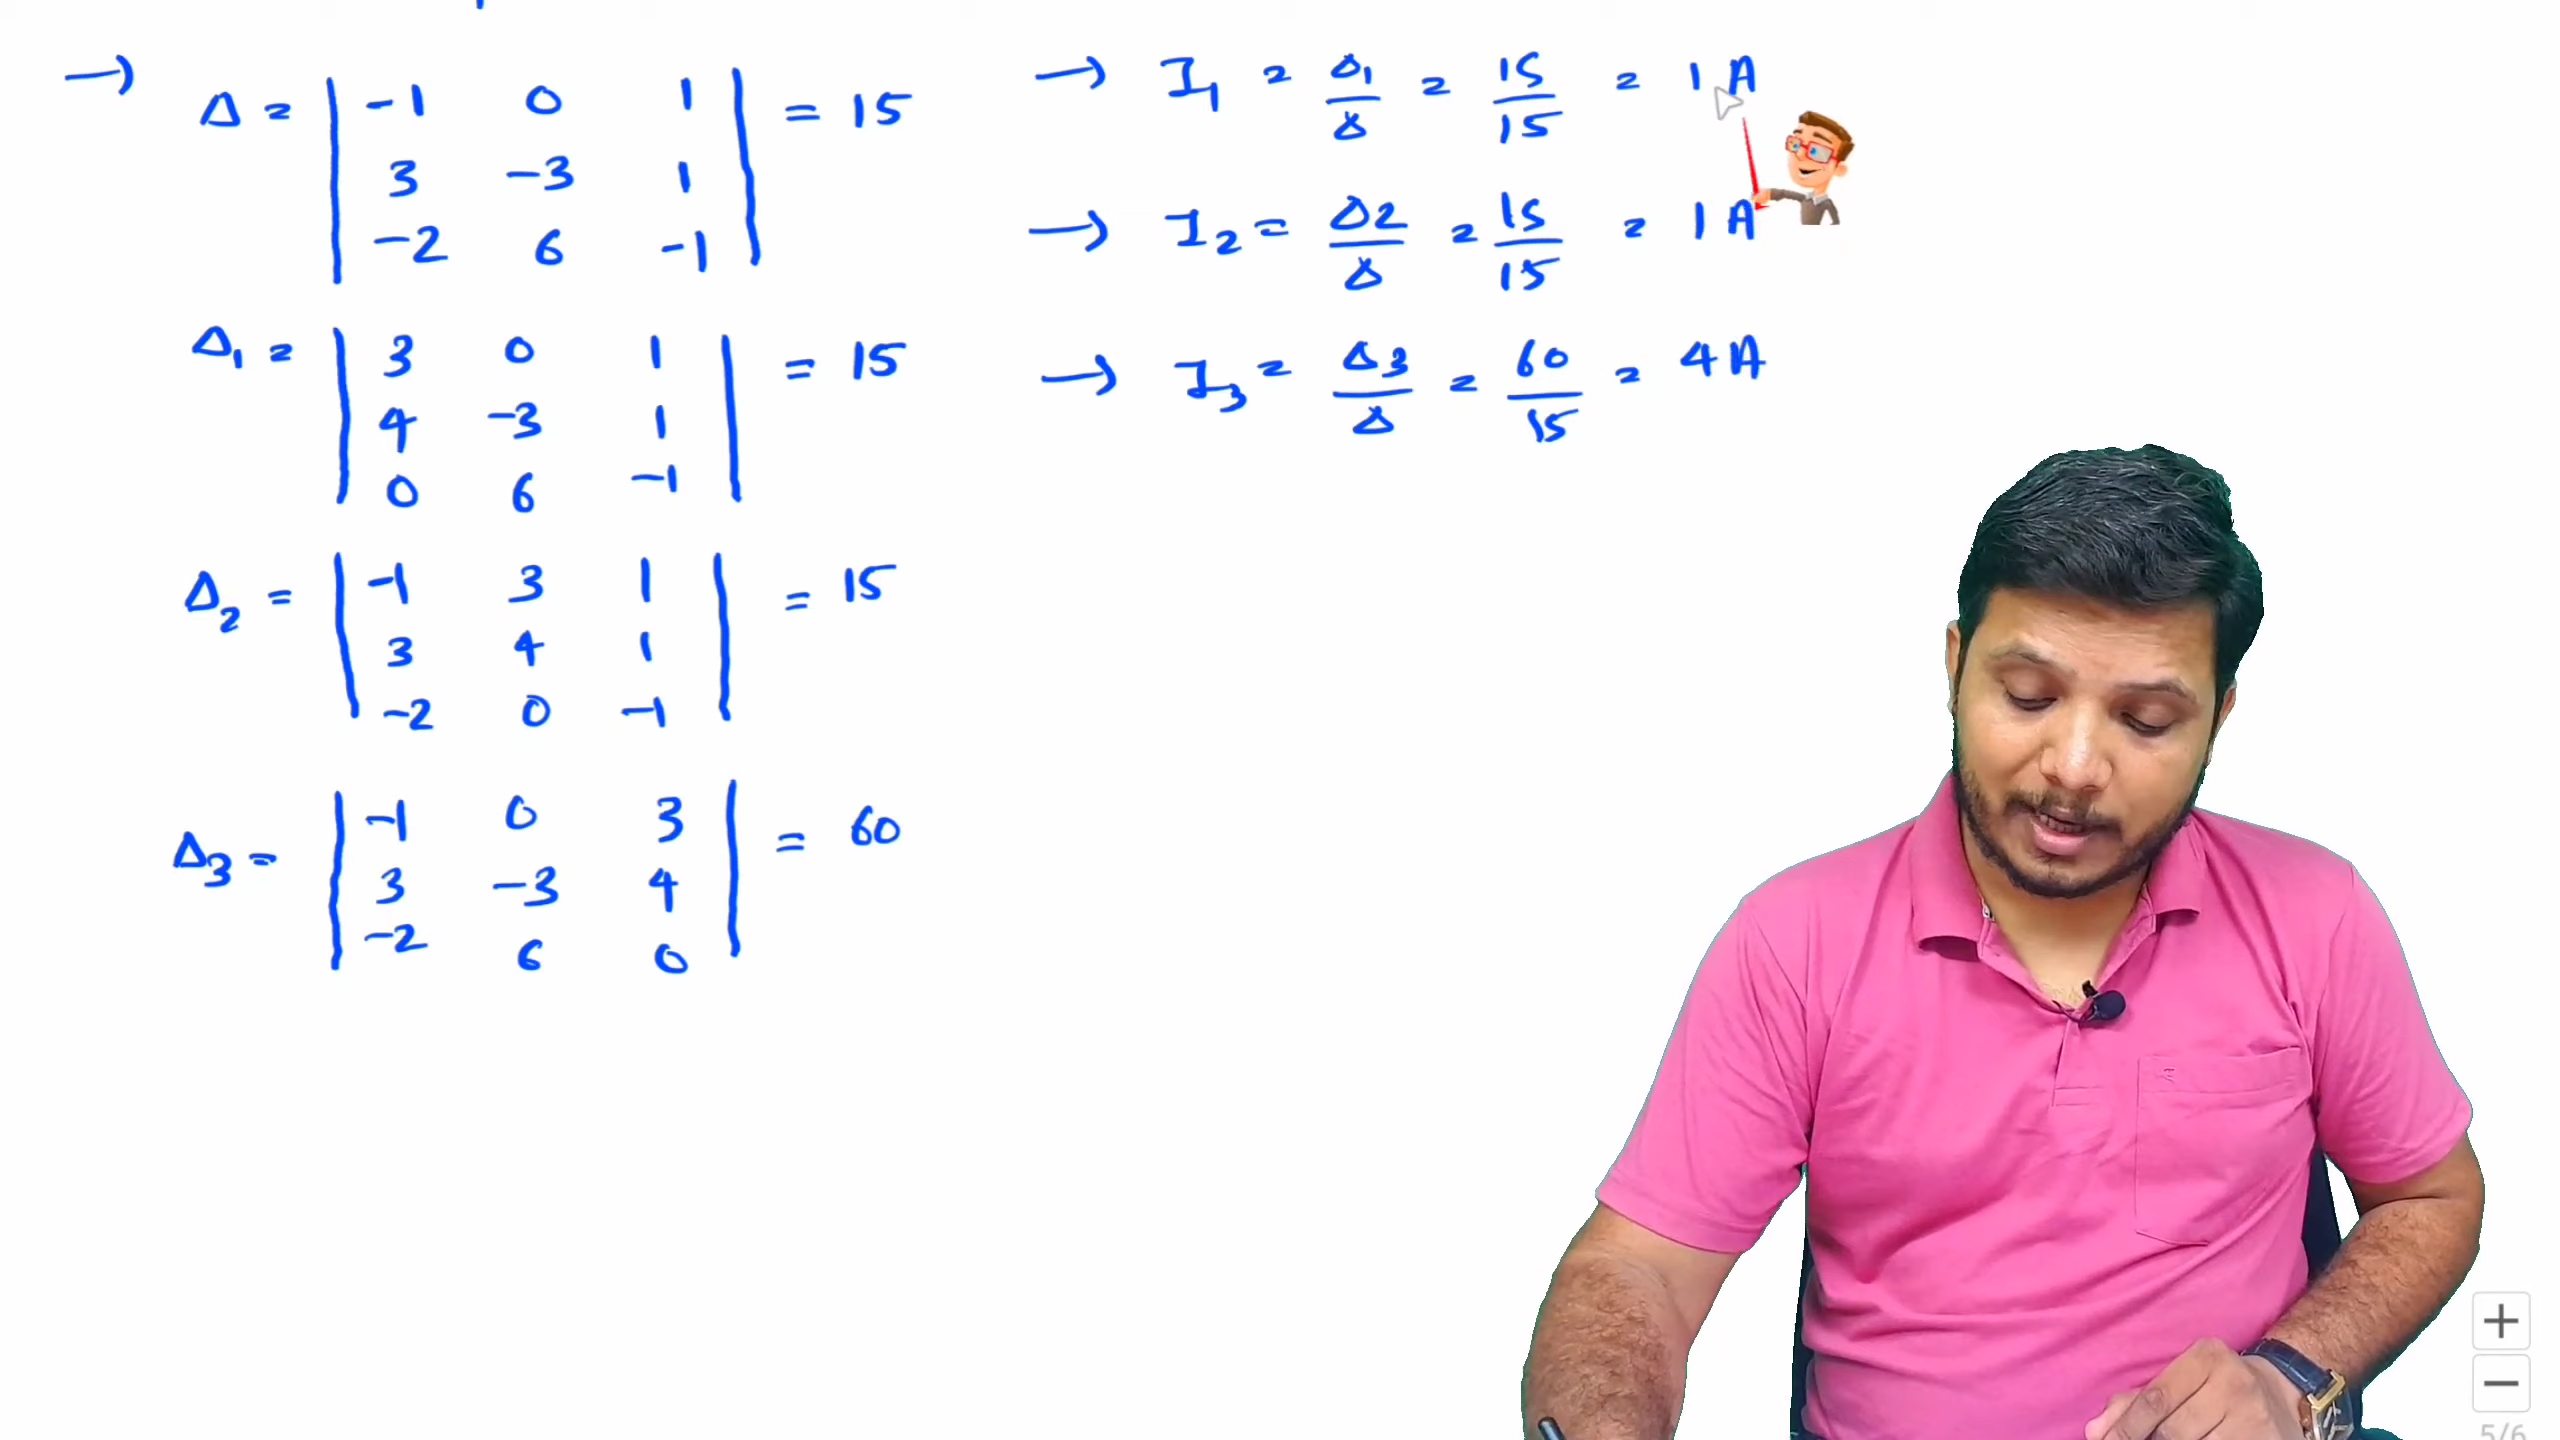 → Δ = | -1 0 1 | = 15
| 3 -3 1 |
| -2 6 -1 |
Δ1 = | 3 0 1 | = 15
| 4 -3 1 |
| 0 6 -1 |
Δ2 = | -1 3 1 | = 15
| 3 4 1 |
| -2 0 -1 |
Δ3 = | -1 0 3 | = 60
| 3 -3 4 |
| -2 6 0 |
→ I1 = Δ1/Δ = 15/15 = 1 A
→ I2 = Δ2/Δ = 15/15 = 1 A
→ I3 = Δ3/Δ = 60/15 = 4 A
+
−
5/6